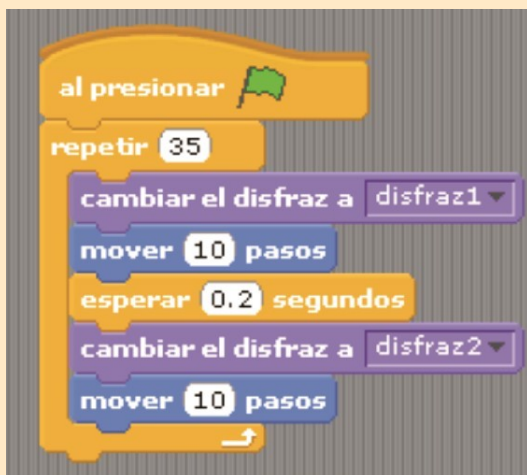 al presionar
repetir 35
cambiar el disfraz a disfraz1
mover 10 pasos
esperar 0.2 segundos
cambiar el disfraz a disfraz2
mover 10 pasos